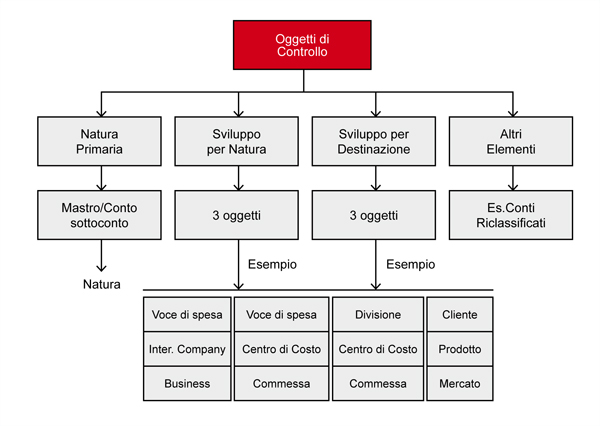 Oggetti di
Controllo
Natura
Primaria
Sviluppo
per Natura
Sviluppo per
Destinazione
Altri
Elementi
Mastro/Conto
sottoconto
3 oggetti
3 oggetti
Es.Conti
Riclassificati
Natura
Esempio
Esempio
Voce di spesa
Voce di spesa
Divisione
Cliente
Inter. Company
Centro di Costo
Centro di Costo
Prodotto
Business
Commessa
Commessa
Mercato